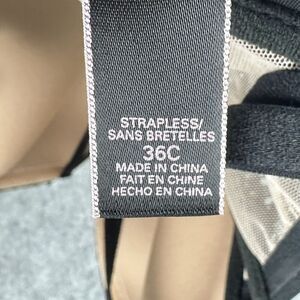 STRAPLESS/
SANS BRETELLES
36C
MADE IN CHINA
FAIT EN CHINE
HECHO EN CHINA